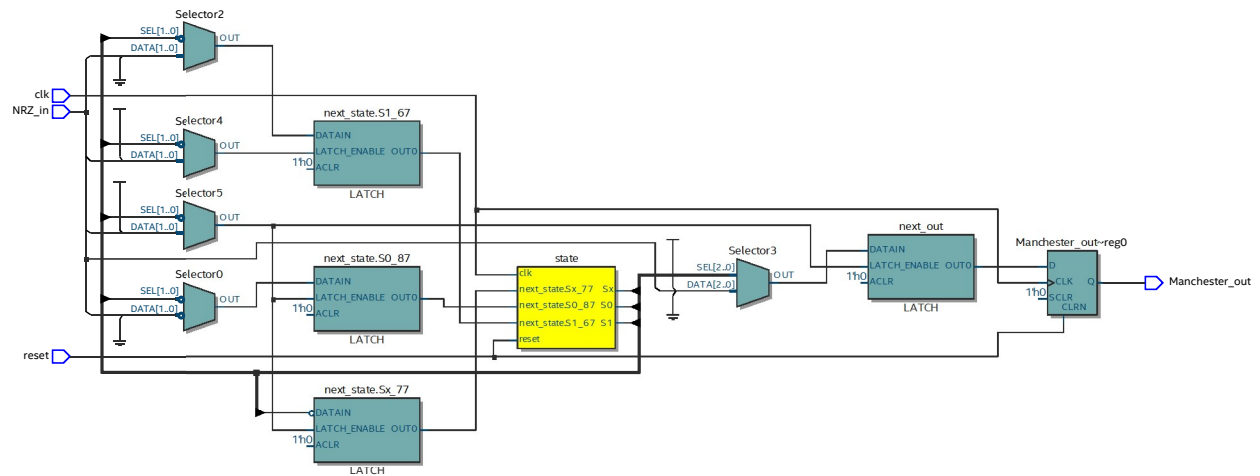 Selector2
SEL[1..0]
OUT
DATA[1..0]
clk
NRZ_in
next_state.S1_67
Selector4
DATAIN
SEL[1..0]
OUT
LATCH_ENABLE OUT0
DATA[1..0]
1'h0 ACLR
LATCH
Selector5
SEL[1..0]
OUT
DATA[1..0]
next_out
Selector3
Manchester_out~reg0
DATAIN
SEL[2..0]
OUT
LATCH_ENABLE OUT0
D
DATA[2..0]
1'h0 ACLR
CLK Q
Manchester_out
1'h0 SCLR
LATCH
CLRN
next_state.S0_87
state
Selector0
clk
DATAIN
SEL[1..0]
OUT
next_state.Sx_77 Sx
LATCH_ENABLE OUT0
next_state.S0_87 S0
DATA[1..0]
1'h0 ACLR
next_state.S1_67 S1
LATCH
reset
reset
next_state.Sx_77
DATAIN
LATCH_ENABLE OUT0
1'h0 ACLR
LATCH